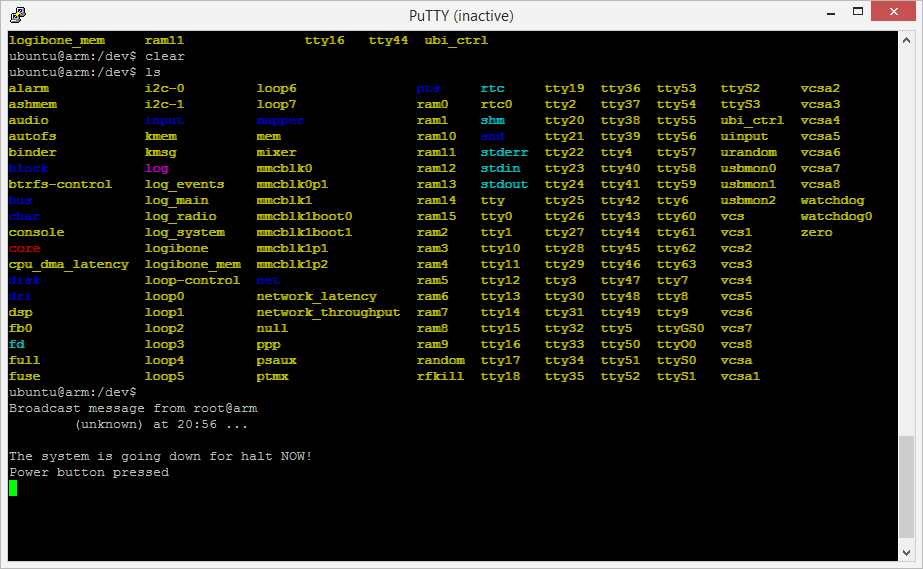 PuTTY (inactive)
logibone_mem ram11 tty16 tty44 ubi_ctrl
ubuntu@arm:/dev$ clear
ubuntu@arm:/dev$ ls
alarm i2c-0 loop6 pts rtc tty19 tty36 tty53 ttyS2 vcsa2
ashmem i2c-1 loop7 ram0 rtc0 tty2 tty37 tty54 ttyS3 vcsa3
audio input mapper ram1 shm tty20 tty38 tty55 ubi_ctrl vcsa4
autofs kmem mem ram10 snd tty21 tty39 tty56 uinput vcsa5
binder kmsg mixer ram11 stderr tty22 tty4 tty57 urandom vcsa6
block log mmcblk0 ram12 stdin tty23 tty40 tty58 usbmon0 vcsa7
btrfs-control log_events mmcblk0p1 ram13 stdout tty24 tty41 tty59 usbmon1 vcsa8
bus log_main mmcblk1 ram14 tty tty25 tty42 tty6 usbmon2 watchdog
char log_radio mmcblk1boot0 ram15 tty0 tty26 tty43 tty60 vcs watchdog0
console log_system mmcblk1boot1 ram2 tty1 tty27 tty44 tty61 vcs1 zero
core logibone mmcblk1p1 ram3 tty10 tty28 tty45 tty62 vcs2
cpu_dma_latency logibone_mem mmcblk1p2 ram4 tty11 tty29 tty46 tty63 vcs3
disk loop-control net ram5 tty12 tty3 tty47 tty7 vcs4
dri loop0 network_latency ram6 tty13 tty30 tty48 tty8 vcs5
dsp loop1 network_throughput ram7 tty14 tty31 tty49 tty9 vcs6
fb0 loop2 null ram8 tty15 tty32 tty5 ttyGS0 vcs7
fd loop3 ppp ram9 tty16 tty33 tty50 ttyO0 vcs8
full loop4 psaux random tty17 tty34 tty51 ttyS0 vcsa
fuse loop5 ptmx rfkill tty18 tty35 tty52 ttyS1 vcsa1
ubuntu@arm:/dev$
Broadcast message from root@arm
(unknown) at 20:56 ...
The system is going down for halt NOW!
Power button pressed